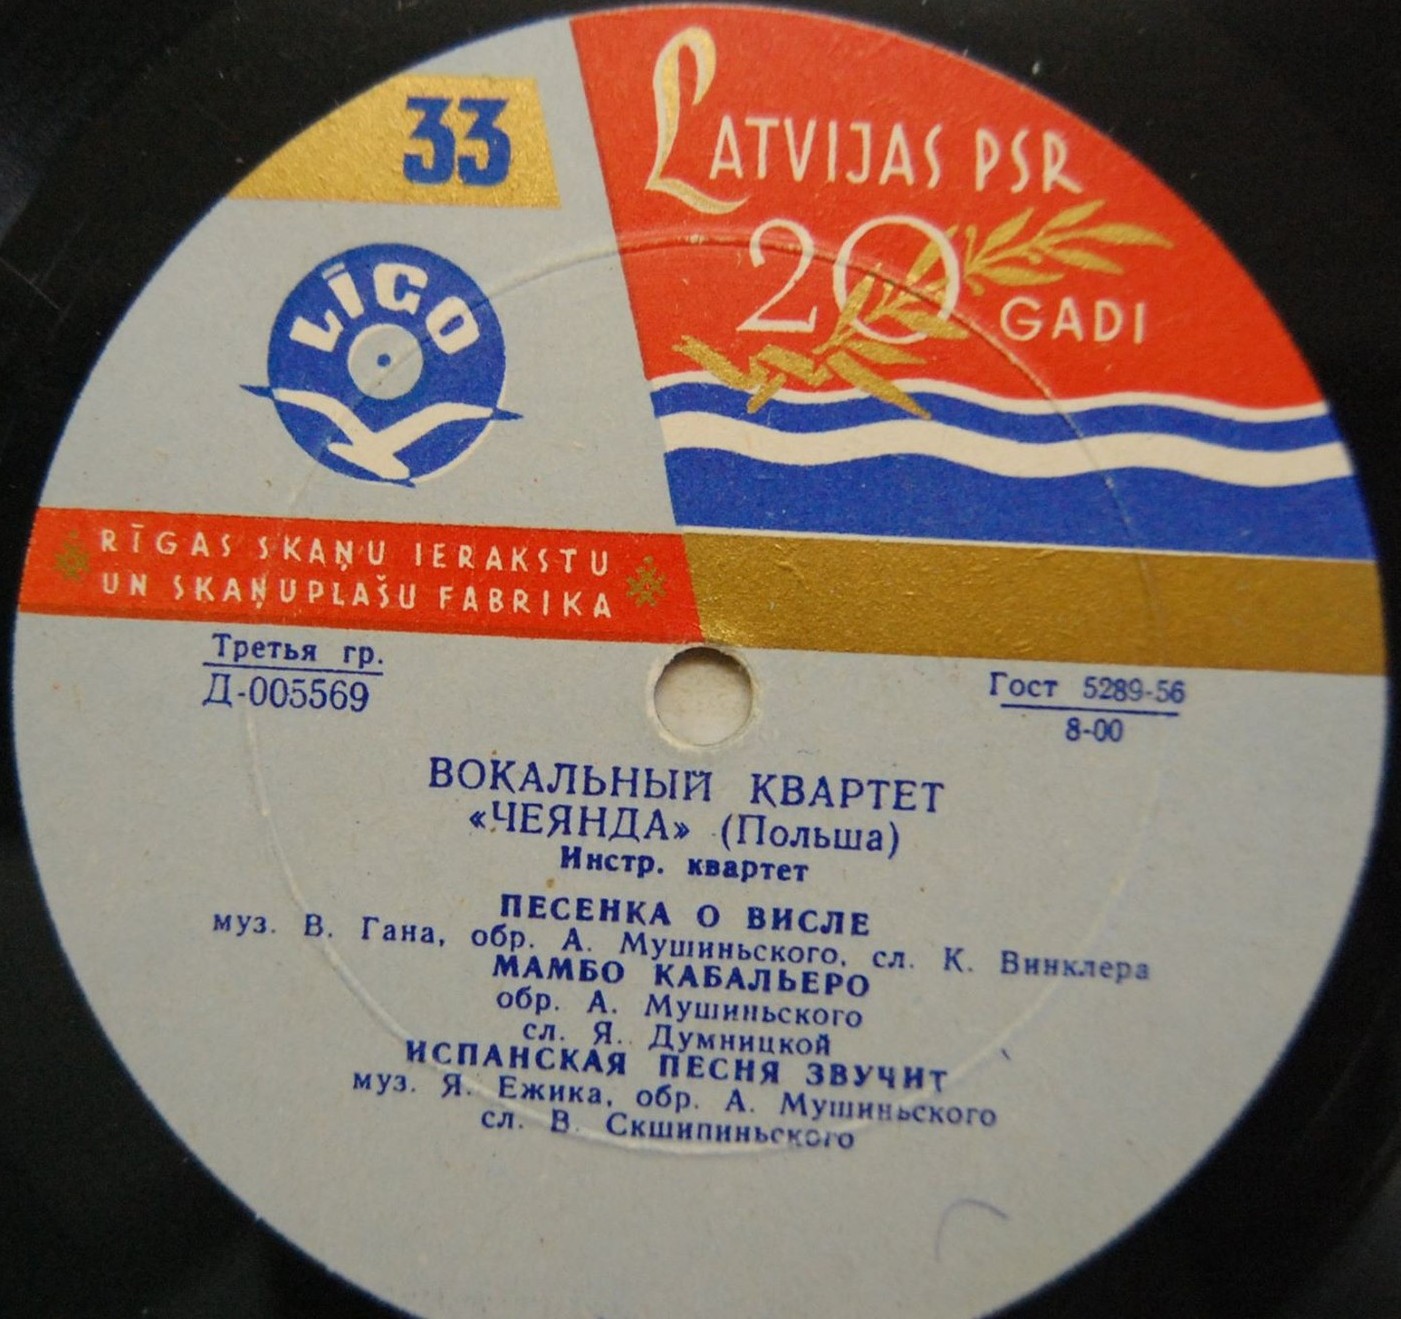 33
LATVIJAS PSR
20 GADI
LĪGO
RĪGAS SKAŅU IERAKSTU
UN SKAŅUPLAŠU FABRIKA
Третья гр.
Д-005569
Гост 5289-56
8-00
ВОКАЛЬНЫЙ КВАРТЕТ
«ЧЕЯНДА» (Польша)
Инстр. квартет
ПЕСЕНКА О ВИСЛЕ
муз. В. Гана, обр. А. Мушиньского, сл. К. Винклера
МАМБО КАБАЛЬЕРО
обр. А. Мушиньского
сл. Я. Думницкой
ИСПАНСКАЯ ПЕСНЯ ЗВУЧИТ
муз. Я. Ежика, обр. А. Мушиньского
сл. В. Скшипиньского